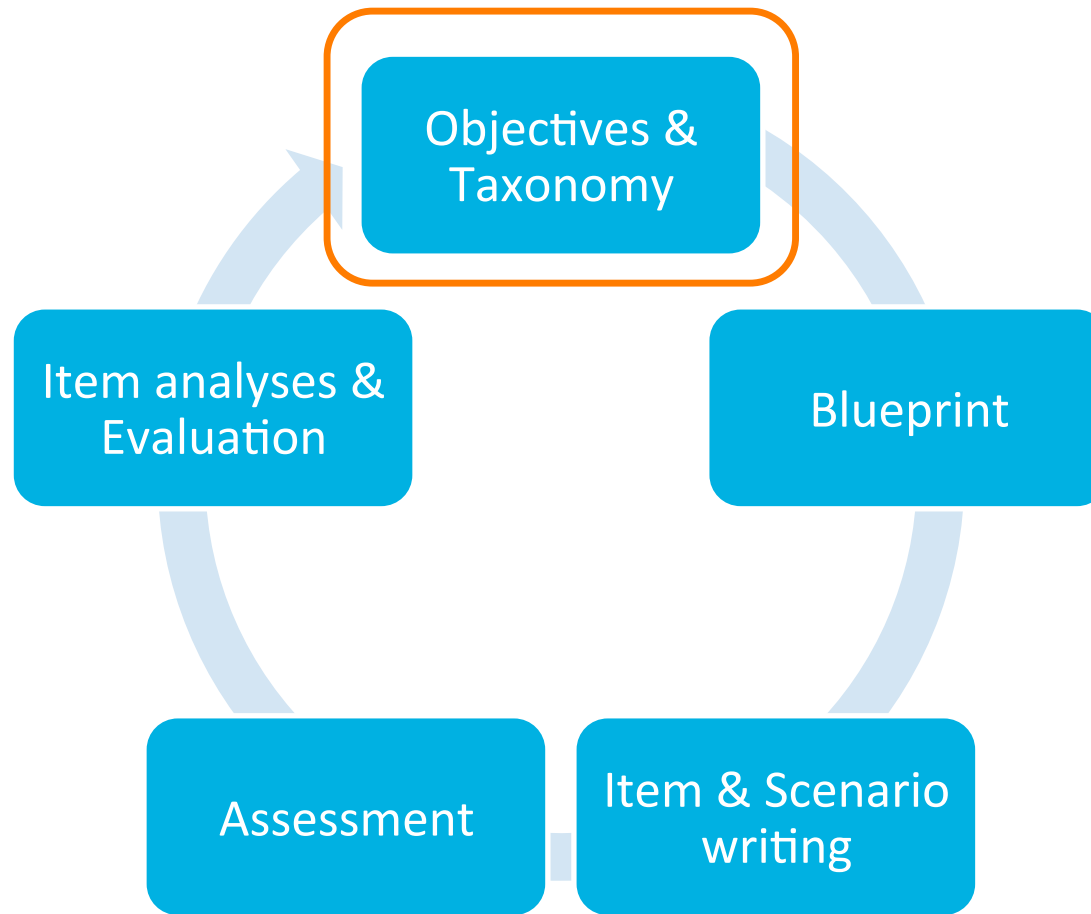 Objectives &
Taxonomy
Blueprint
Item & Scenario
writing
Assessment
Item analyses &
Evaluation